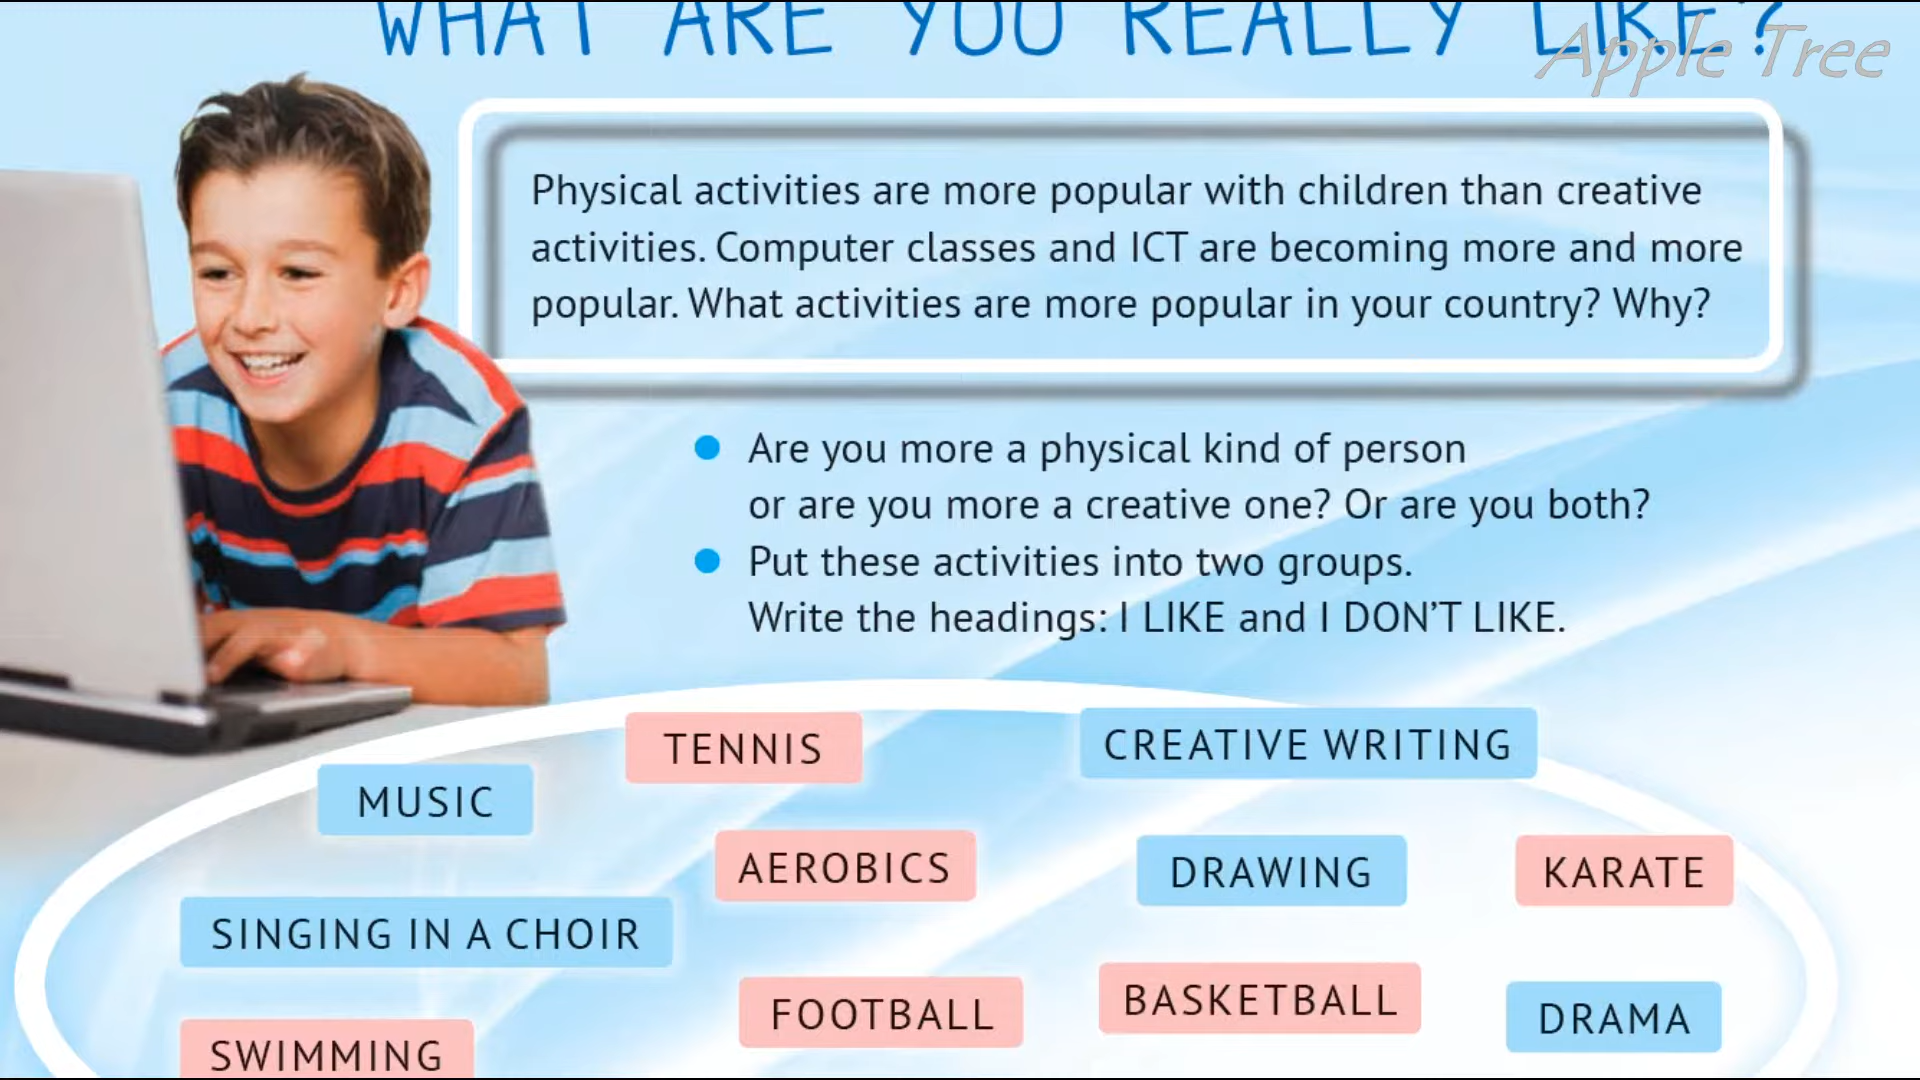 WHAT ARE YOU REALLY LIKE?
Apple Tree
Physical activities are more popular with children than creative
activities. Computer classes and ICT are becoming more and more
popular. What activities are more popular in your country? Why?
Are you more a physical kind of person
or are you more a creative one? Or are you both?
Put these activities into two groups.
Write the headings: I LIKE and I DON'T LIKE.
TENNIS
CREATIVE WRITING
MUSIC
AEROBICS
DRAWING
KARATE
SINGING IN A CHOIR
FOOTBALL
BASKETBALL
DRAMA
SWIMMING